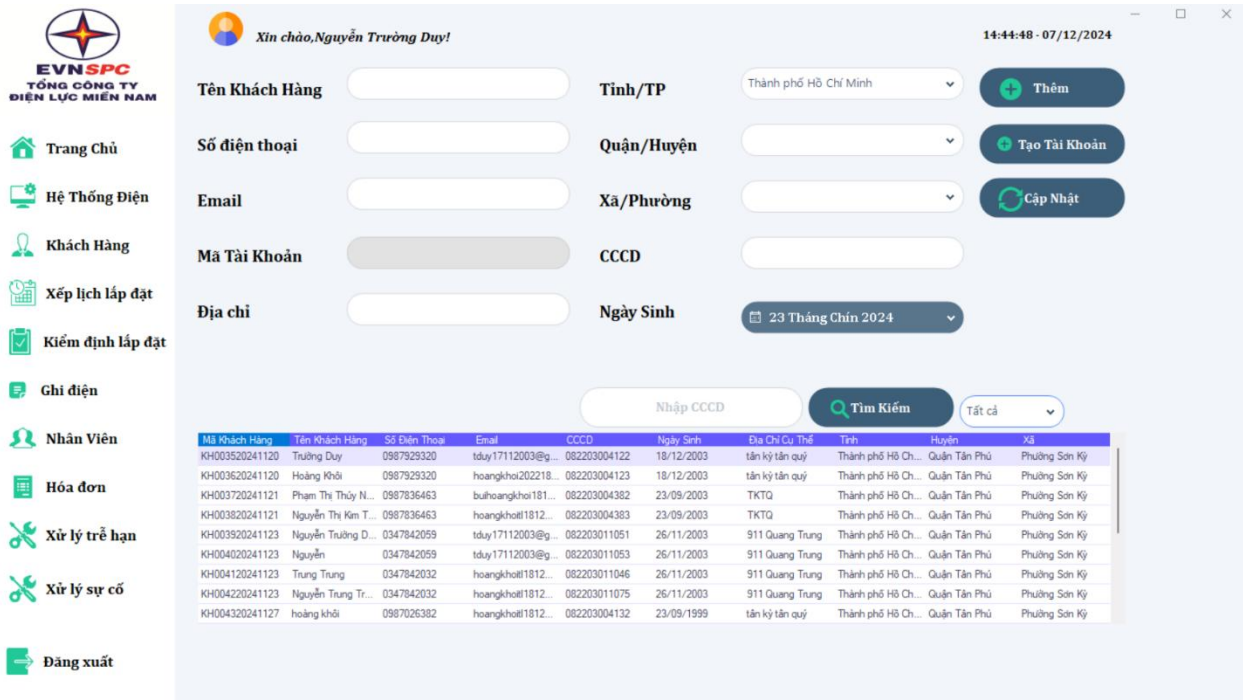 EVNSPC
TỔNG CÔNG TY
ĐIỆN LỰC MIỀN NAM
Trang Chủ
Hệ Thống Điện
Khách Hàng
Xếp lịch lắp đặt
Kiểm định lắp đặt
Ghi điện
Nhân Viên
Hóa đơn
Xử lý trễ hạn
Xử lý sự cố
Đăng xuất
Xin chào,Nguyễn Trường Duy!
14:44:48 - 07/12/2024
Tên Khách Hàng
Tỉnh/TP
Thành phố Hồ Chí Minh
Thêm
Số điện thoại
Quận/Huyện
Tạo Tài Khoản
Email
Xã/Phường
Cập Nhật
Mã Tài Khoản
CCCD
Địa chỉ
Ngày Sinh
23 Tháng Chín 2024
Nhập CCCD
Tìm Kiếm
Tất cả
Mã Khách Hàng Tên Khách Hàng Số Điện Thoại Email CCCD Ngày Sinh Địa Chỉ Cụ Thể Tỉnh Huyện Xã
KH003520241120 Trường Duy 0987929320 tduy17112003@g... 082203004122 18/12/2003 tân kỳ tân quý Thành phố Hồ Ch... Quận Tân Phú Phường Sơn Kỳ
KH003620241120 Hoàng Khôi 0987929320 hoangkhoi202218... 082203004123 18/12/2003 tân kỳ tân quý Thành phố Hồ Ch... Quận Tân Phú Phường Sơn Kỳ
KH003720241121 Phạm Thị Thúy N... 0987836463 buihoangkhoi181... 082203004382 23/09/2003 TKTQ Thành phố Hồ Ch... Quận Tân Phú Phường Sơn Kỳ
KH003820241121 Nguyễn Thị Kim T... 0987836463 hoangkhoitl1812... 082203004383 23/09/2003 TKTQ Thành phố Hồ Ch... Quận Tân Phú Phường Sơn Kỳ
KH003920241123 Nguyễn Trường D... 0347842059 tduy17112003@g... 082203011051 26/11/2003 911 Quang Trung Thành phố Hồ Ch... Quận Tân Phú Phường Sơn Kỳ
KH004020241123 Nguyễn 0347842059 tduy17112003@g... 082203011053 26/11/2003 911 Quang Trung Thành phố Hồ Ch... Quận Tân Phú Phường Sơn Kỳ
KH004120241123 Trung Trung 0347842032 hoangkhoitl1812... 082203011046 26/11/2003 911 Quang Trung Thành phố Hồ Ch... Quận Tân Phú Phường Sơn Kỳ
KH004220241123 Nguyễn Trung Tr... 0347842032 hoangkhoitl1812... 082203011075 26/11/2003 911 Quang Trung Thành phố Hồ Ch... Quận Tân Phú Phường Sơn Kỳ
KH004320241127 hoàng khôi 0987026382 hoangkhoitl1812... 082203004132 23/09/1999 tân kỳ tân quý Thành phố Hồ Ch... Quận Tân Phú Phường Sơn Kỳ